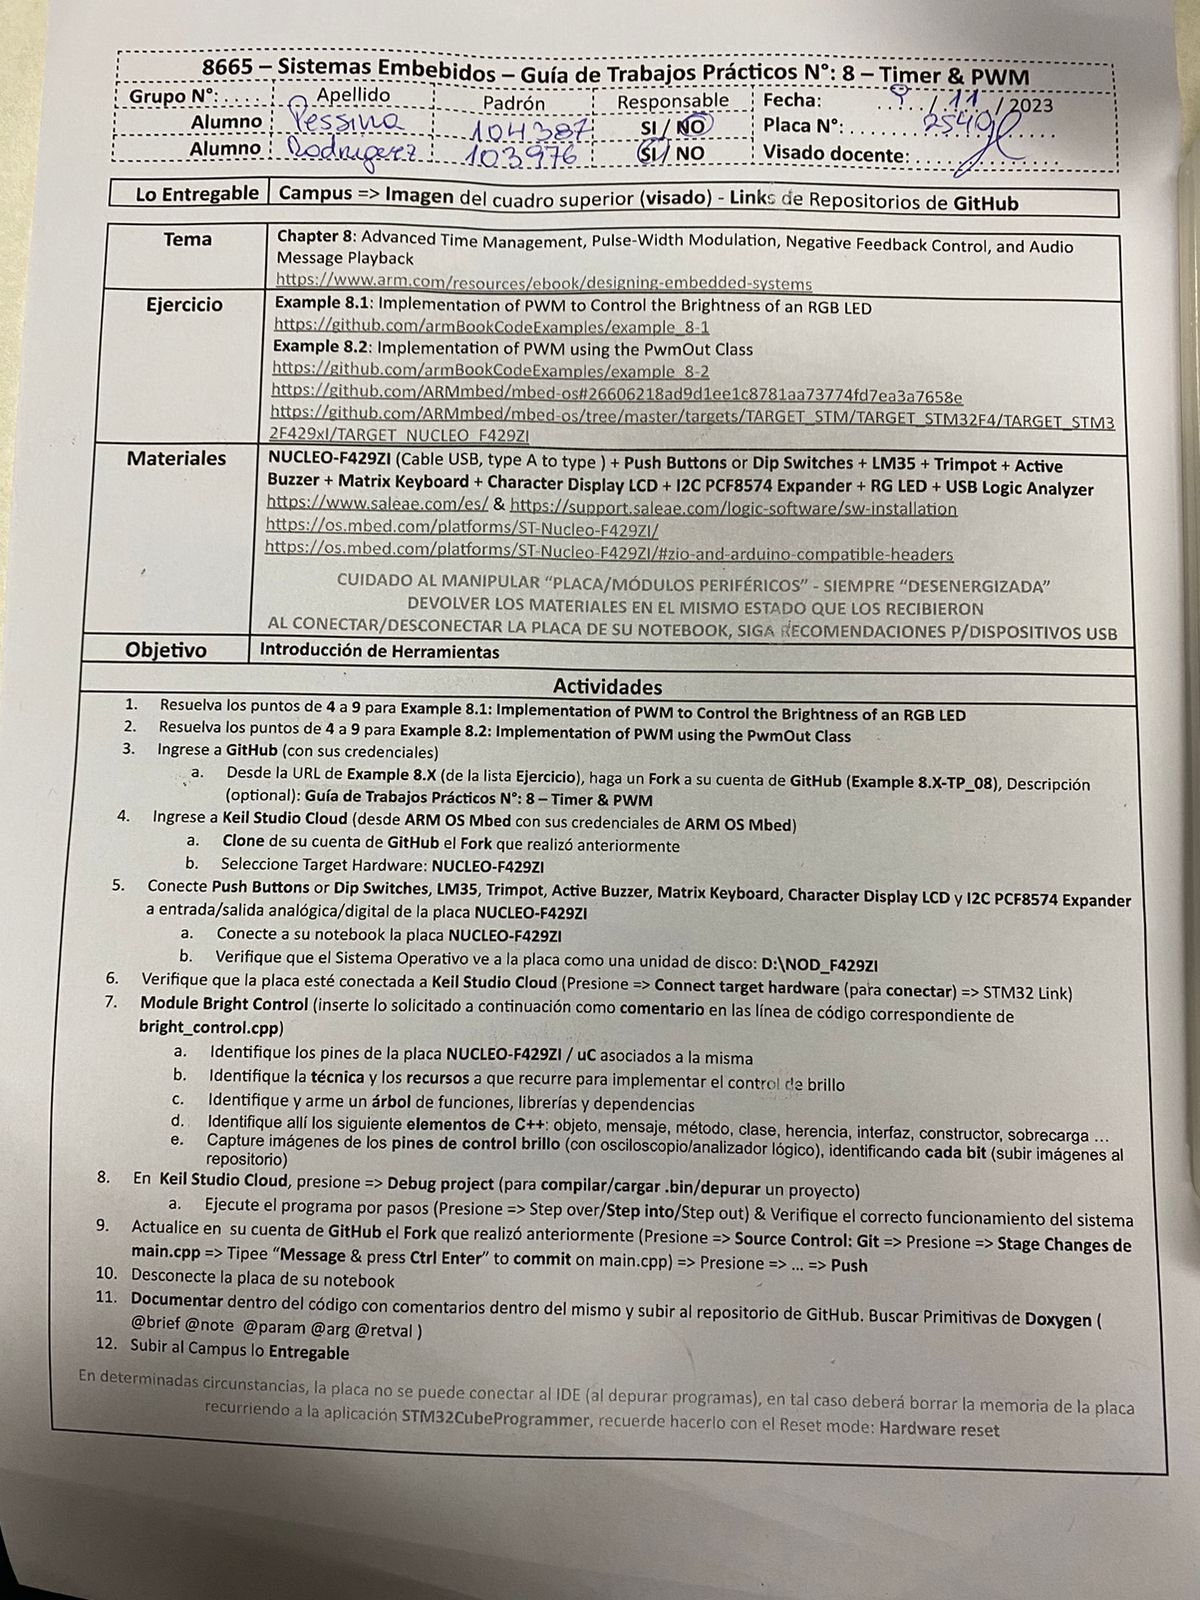 8665 – Sistemas Embebidos – Guía de Trabajos Prácticos N°: 8 – Timer & PWM
Grupo N°:...... Apellido Padrón Responsable Fecha: 9 / 11 / 2023
Alumno Pessina 104387 SI / NO Placa N°: 2549
Alumno Rodriguez 103976 SI / NO Visado docente:
Lo Entregable Campus => Imagen del cuadro superior (visado) - Links de Repositorios de GitHub
Tema Chapter 8: Advanced Time Management, Pulse-Width Modulation, Negative Feedback Control, and Audio
Message Playback
https://www.arm.com/resources/ebook/designing-embedded-systems
Ejercicio Example 8.1: Implementation of PWM to Control the Brightness of an RGB LED
https://github.com/armBookCodeExamples/example_8-1
Example 8.2: Implementation of PWM using the PwmOut Class
https://github.com/armBookCodeExamples/example_8-2
https://github.com/ARMmbed/mbed-os#26606218ad9d1ee1c8781aa73774fd7ea3a7658e
https://github.com/ARMmbed/mbed-os/tree/master/targets/TARGET_STM/TARGET_STM32F4/TARGET_STM3
2F429xI/TARGET_NUCLEO_F429ZI
Materiales NUCLEO-F429ZI (Cable USB, type A to type ) + Push Buttons or Dip Switches + LM35 + Trimpot + Active
Buzzer + Matrix Keyboard + Character Display LCD + I2C PCF8574 Expander + RG LED + USB Logic Analyzer
https://www.saleae.com/es/ & https://support.saleae.com/logic-software/sw-installation
https://os.mbed.com/platforms/ST-Nucleo-F429ZI/
https://os.mbed.com/platforms/ST-Nucleo-F429ZI/#zio-and-arduino-compatible-headers
CUIDADO AL MANIPULAR “PLACA/MÓDULOS PERIFÉRICOS” - SIEMPRE “DESENERGIZADA”
DEVOLVER LOS MATERIALES EN EL MISMO ESTADO QUE LOS RECIBIERON
AL CONECTAR/DESCONECTAR LA PLACA DE SU NOTEBOOK, SIGA RECOMENDACIONES P/DISPOSITIVOS USB
Objetivo Introducción de Herramientas
Actividades
1. Resuelva los puntos de 4 a 9 para Example 8.1: Implementation of PWM to Control the Brightness of an RGB LED
2. Resuelva los puntos de 4 a 9 para Example 8.2: Implementation of PWM using the PwmOut Class
3. Ingrese a GitHub (con sus credenciales)
a. Desde la URL de Example 8.X (de la lista Ejercicio), haga un Fork a su cuenta de GitHub (Example 8.X-TP_08), Descripción
(optional): Guía de Trabajos Prácticos N°: 8 – Timer & PWM
4. Ingrese a Keil Studio Cloud (desde ARM OS Mbed con sus credenciales de ARM OS Mbed)
a. Clone de su cuenta de GitHub el Fork que realizó anteriormente
b. Seleccione Target Hardware: NUCLEO-F429ZI
5. Conecte Push Buttons or Dip Switches, LM35, Trimpot, Active Buzzer, Matrix Keyboard, Character Display LCD y I2C PCF8574 Expander
a entrada/salida analógica/digital de la placa NUCLEO-F429ZI
a. Conecte a su notebook la placa NUCLEO-F429ZI
b. Verifique que el Sistema Operativo ve a la placa como una unidad de disco: D:\NOD_F429ZI
6. Verifique que la placa esté conectada a Keil Studio Cloud (Presione => Connect target hardware (para conectar) => STM32 Link)
7. Module Bright Control (inserte lo solicitado a continuación como comentario en las línea de código correspondiente de
bright_control.cpp)
a. Identifique los pines de la placa NUCLEO-F429ZI / uC asociados a la misma
b. Identifique la técnica y los recursos a que recurre para implementar el control de brillo
c. Identifique y arme un árbol de funciones, librerías y dependencias
d. Identifique allí los siguiente elementos de C++: objeto, mensaje, método, clase, herencia, interfaz, constructor, sobrecarga ...
e. Capture imágenes de los pines de control brillo (con osciloscopio/analizador lógico), identificando cada bit (subir imágenes al
repositorio)
8. En Keil Studio Cloud, presione => Debug project (para compilar/cargar .bin/depurar un proyecto)
a. Ejecute el programa por pasos (Presione => Step over/Step into/Step out) & Verifique el correcto funcionamiento del sistema
9. Actualice en su cuenta de GitHub el Fork que realizó anteriormente (Presione => Source Control: Git => Presione => Stage Changes de
main.cpp => Tipee “Message & press Ctrl Enter” to commit on main.cpp) => Presione => ... => Push
10. Desconecte la placa de su notebook
11. Documentar dentro del código con comentarios dentro del mismo y subir al repositorio de GitHub. Buscar Primitivas de Doxygen (
@brief @note @param @arg @retval )
12. Subir al Campus lo Entregable
En determinadas circunstancias, la placa no se puede conectar al IDE (al depurar programas), en tal caso deberá borrar la memoria de la placa
recurriendo a la aplicación STM32CubeProgrammer, recuerde hacerlo con el Reset mode: Hardware reset